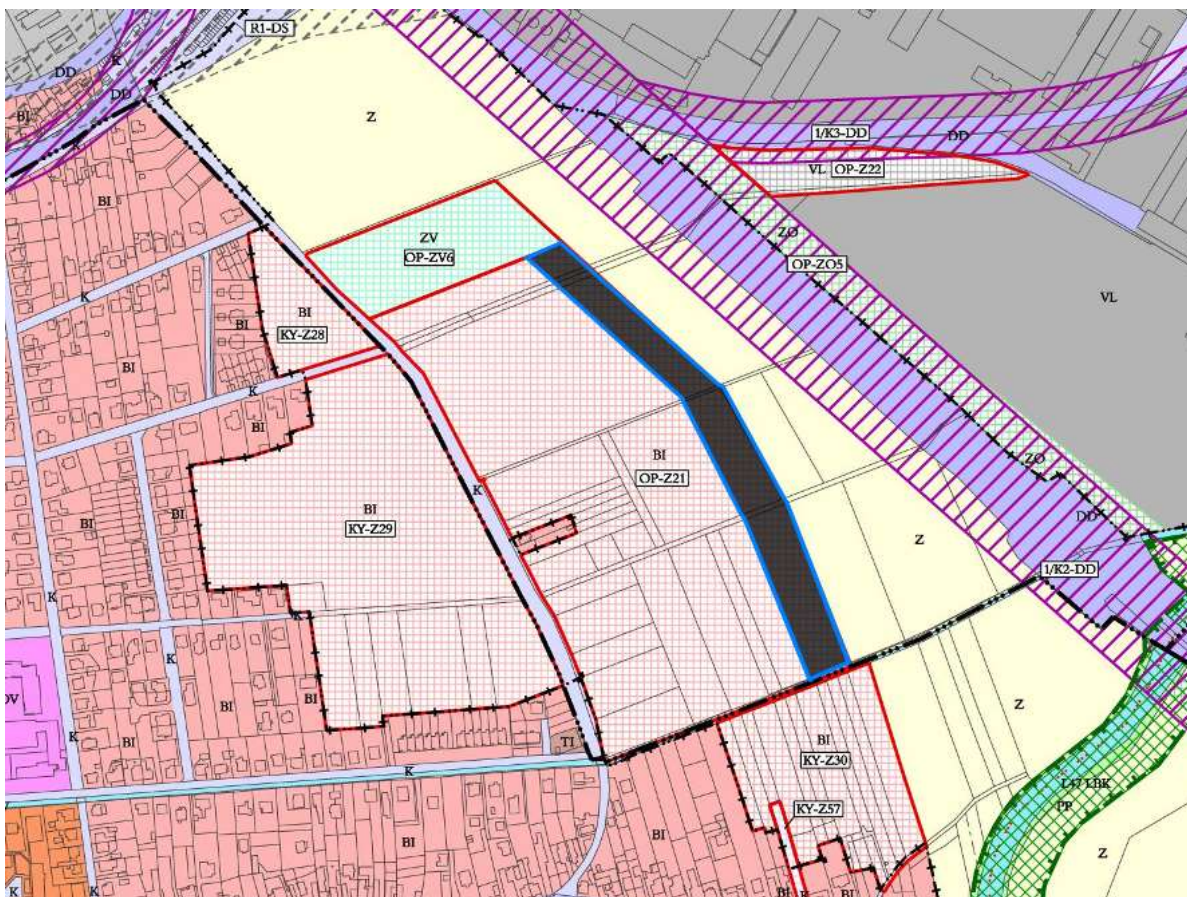 R1-DS
K
DD
DD
K
BI
Z
1/K3-DD
DD
VL
OP-Z22
BI
ZV
OP-ZV6
ZO
OP-ZO5
VL
K
BI
KY-Z28
BI
BI
K
BI
BI
OP-Z21
ZO
K
BI
KY-Z29
BI
BI
DD
Z
1/K2-DD
K
K
K
OV
BI
BI
Z
K
BI
TI
K
BI
KY-Z30
L47 LBK
PP
KY-Z57
BI
BI
Z
K
K
BI
K
BI